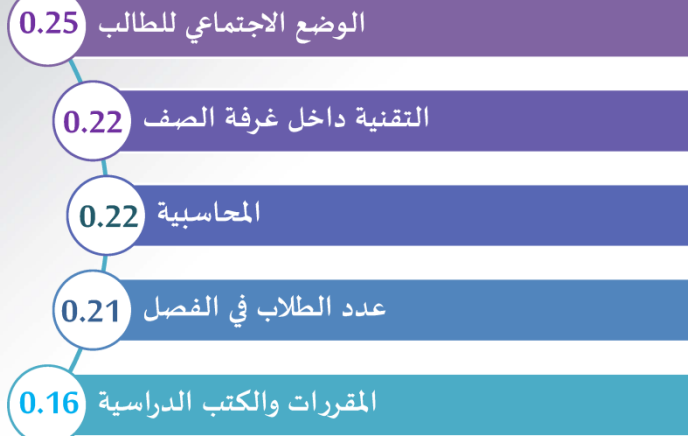 الوضع الاجتماعي للطالب 0.25
التقنية داخل غرفة الصف 0.22
المحاسبية 0.22
عدد الطلاب في الفصل 0.21
المقررات والكتب الدراسية 0.16